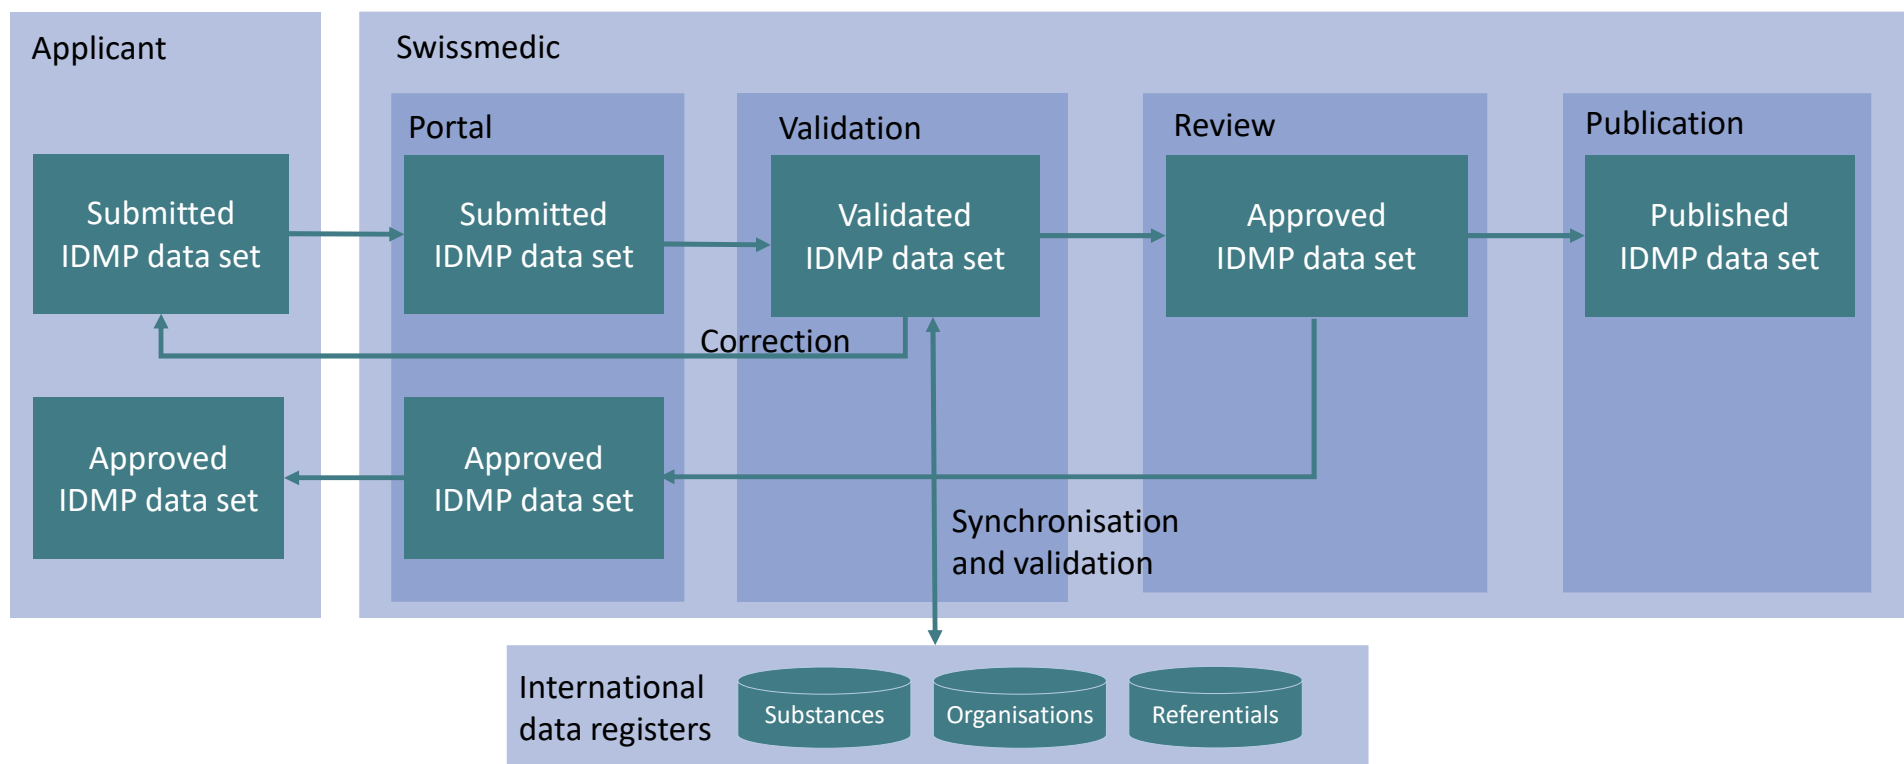 Applicant
Swissmedic
Portal
Validation
Review
Publication
Submitted
IDMP data set
Submitted
IDMP data set
Validated
IDMP data set
Approved
IDMP data set
Published
IDMP data set
Correction
Approved
IDMP data set
Approved
IDMP data set
Synchronisation
and validation
International
data registers
Substances
Organisations
Referentials